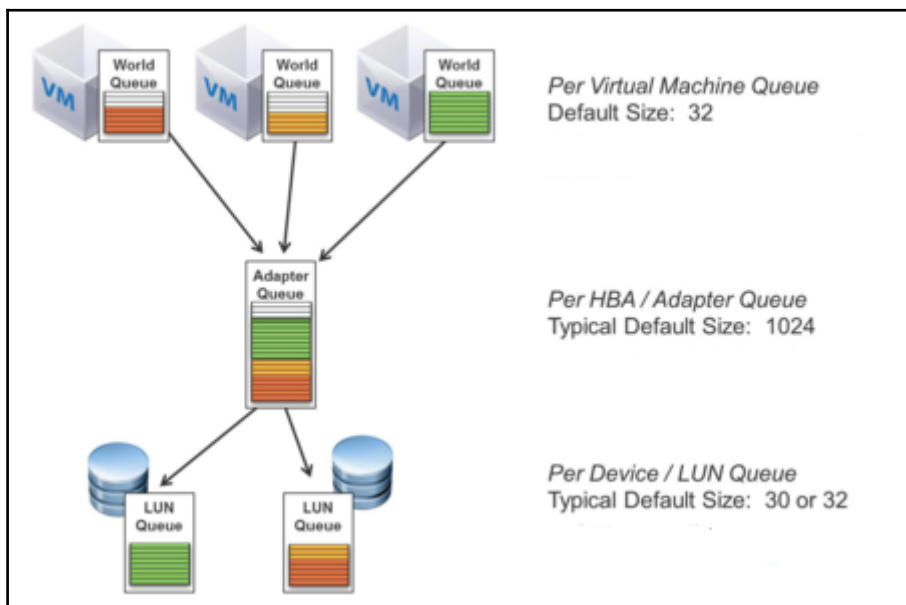 VM
World
Queue
VM
World
Queue
VM
World
Queue
Per Virtual Machine Queue
Default Size: 32
Adapter
Queue
Per HBA / Adapter Queue
Typical Default Size: 1024
LUN
Queue
LUN
Queue
Per Device / LUN Queue
Typical Default Size: 30 or 32